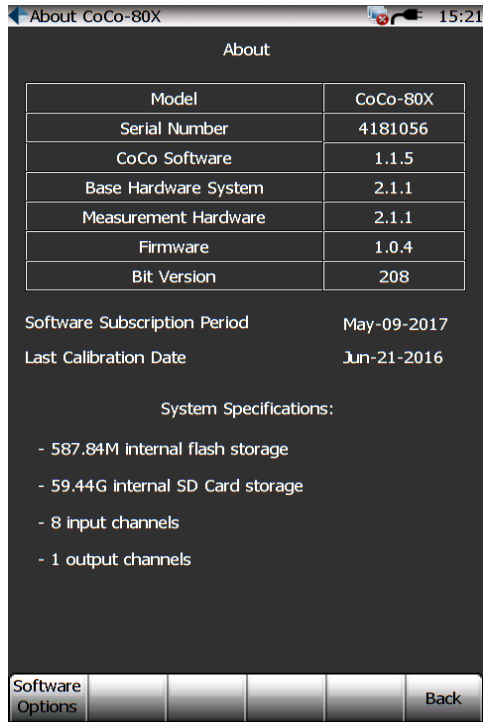 About CoCo-80X 15:21
About
Model CoCo-80X
Serial Number 4181056
CoCo Software 1.1.5
Base Hardware System 2.1.1
Measurement Hardware 2.1.1
Firmware 1.0.4
Bit Version 208
Software Subscription Period May-09-2017
Last Calibration Date Jun-21-2016
System Specifications:
- 587.84M internal flash storage
- 59.44G internal SD Card storage
- 8 input channels
- 1 output channels
Software
Options Back